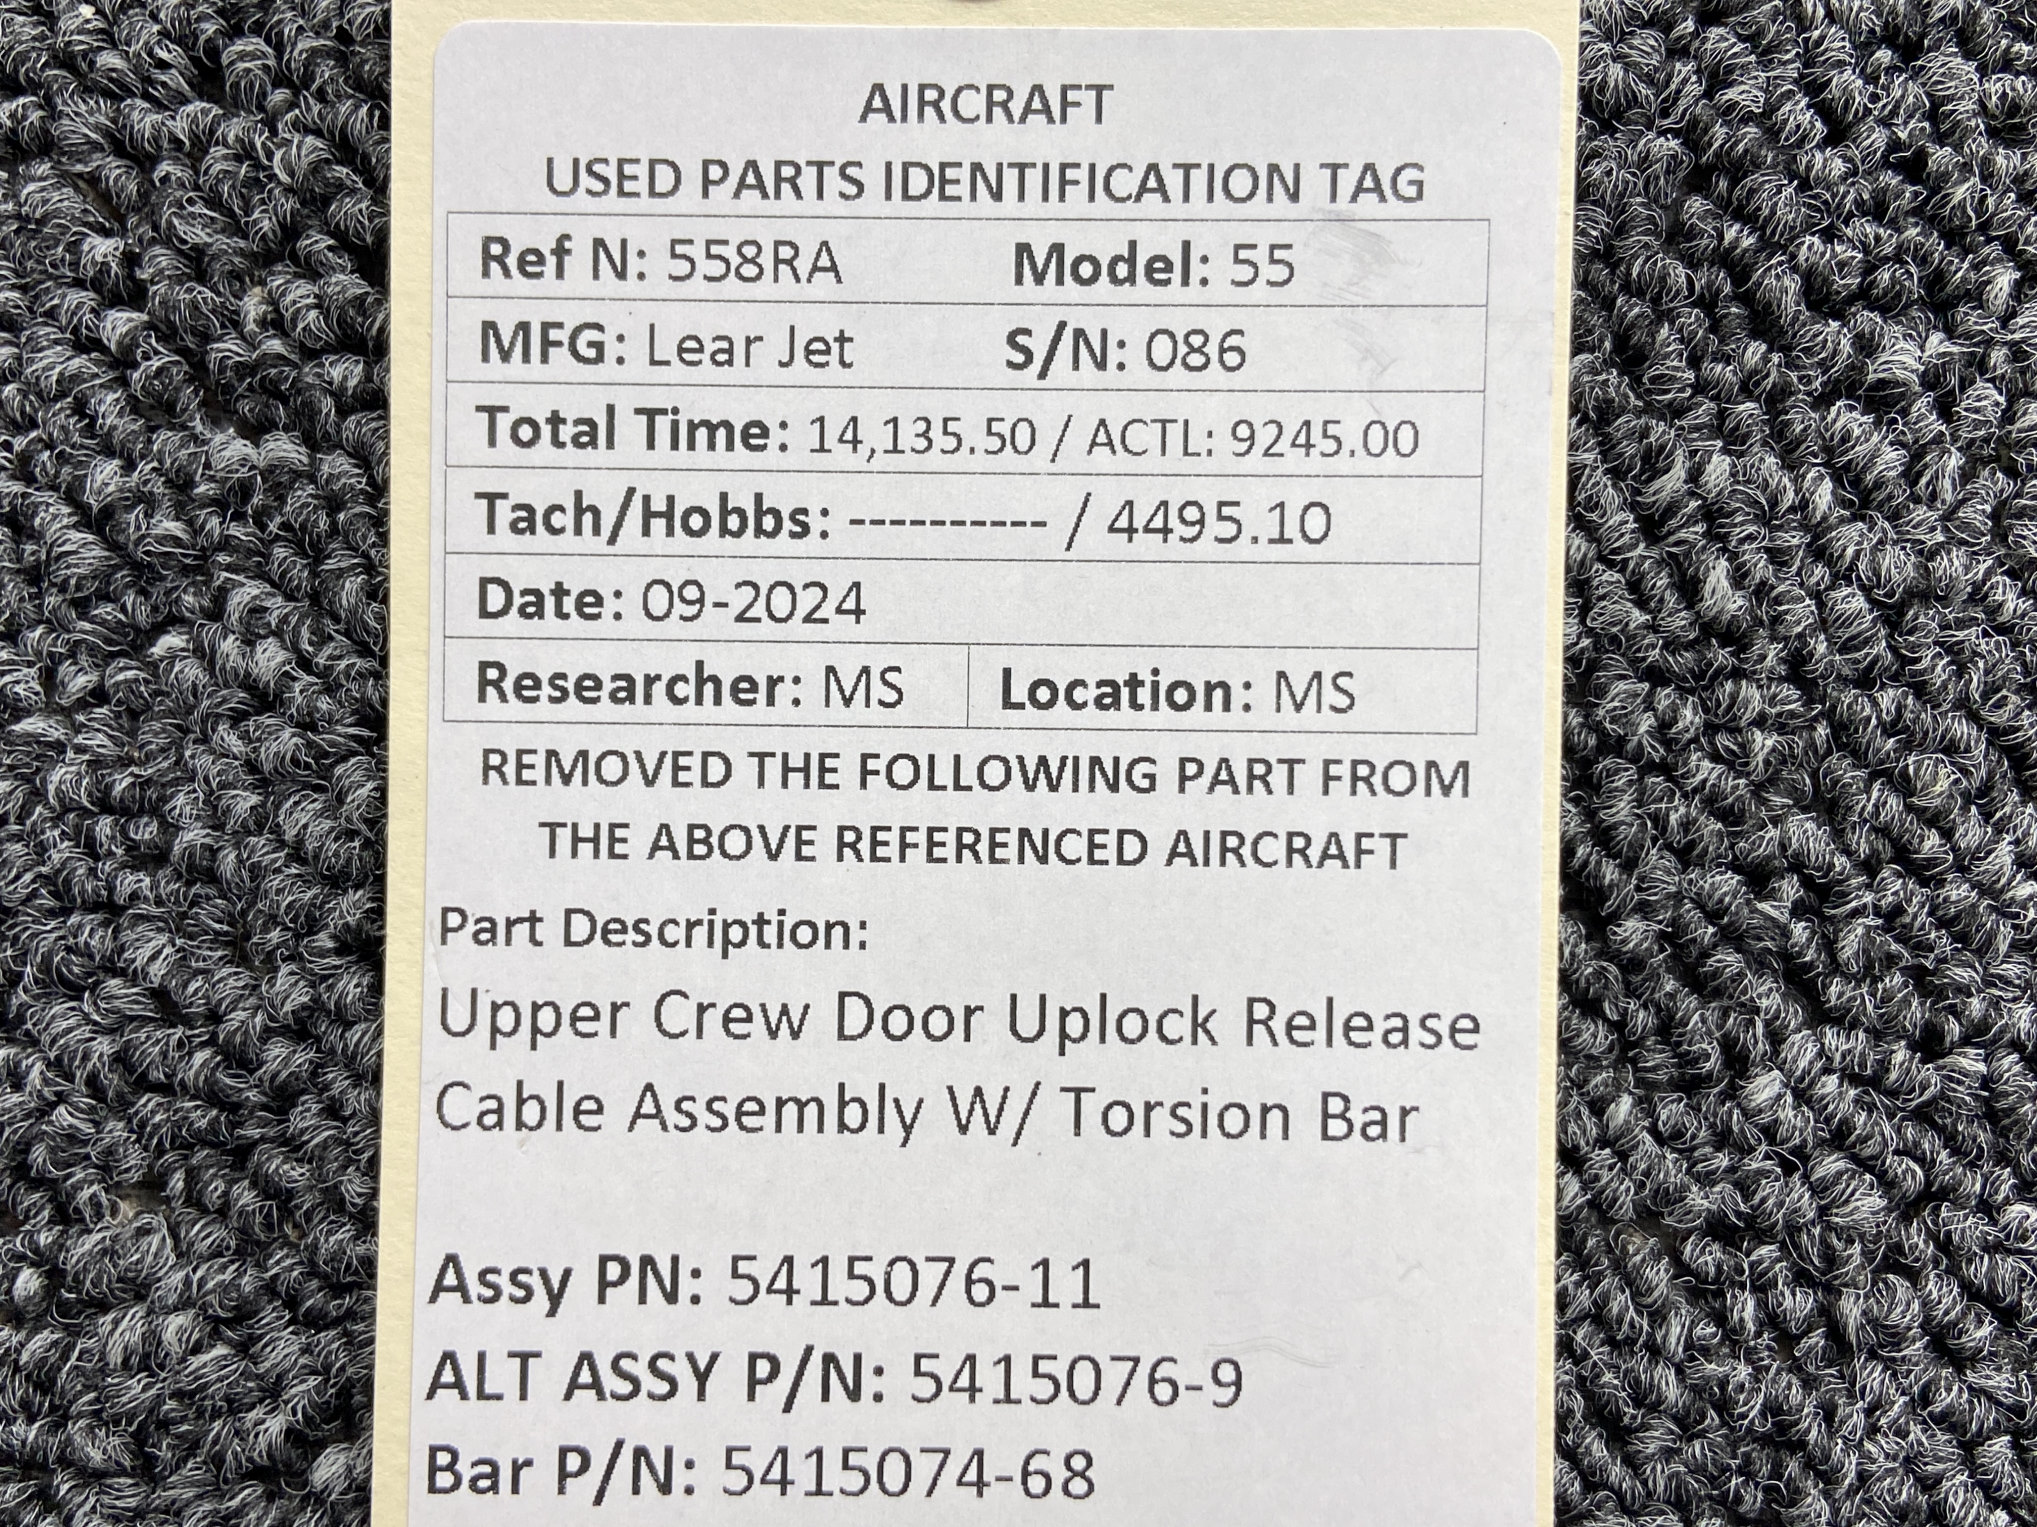 AIRCRAFT
USED PARTS IDENTIFICATION TAG
Ref N: 558RA Model: 55
MFG: Lear Jet S/N: 086
Total Time: 14,135.50 / ACTL: 9245.00
Tach/Hobbs: ---------- / 4495.10
Date: 09-2024
Researcher: MS Location: MS
REMOVED THE FOLLOWING PART FROM
THE ABOVE REFERENCED AIRCRAFT
Part Description:
Upper Crew Door Uplock Release
Cable Assembly W/ Torsion Bar
Assy PN: 5415076-11
ALT ASSY P/N: 5415076-9
Bar P/N: 5415074-68